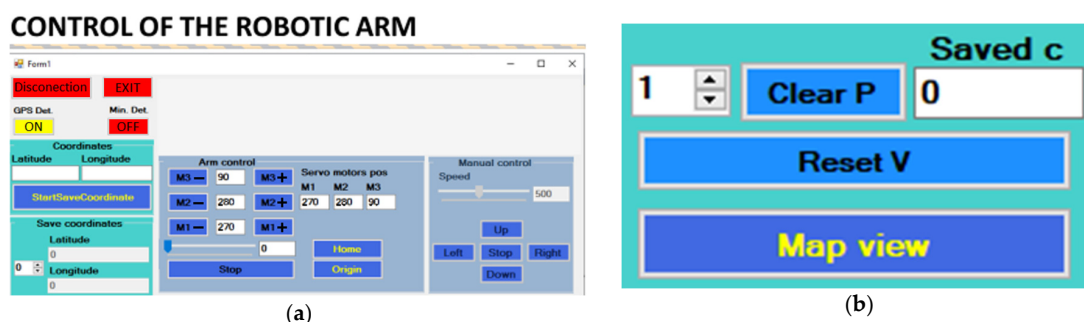 CONTROL OF THE ROBOTIC ARM
Form1
Disconection EXIT
GPS Det. Min. Det.
ON OFF
Coordinates
Latitude Longitude
StartSaveCoordinate
Save coordinates
Latitude
0
0 Longitude
0
Arm control
M3 — 90 M3+ Servo motors pos
M1 M2 M3
M2 — 280 M2+ 270 280 90
M1 — 270 M1+
0 Home
Stop Origin
Manual control
Speed
500
Up
Left Stop Right
Down
(a)
Saved c
1 Clear P 0
Reset V
Map view
(b)